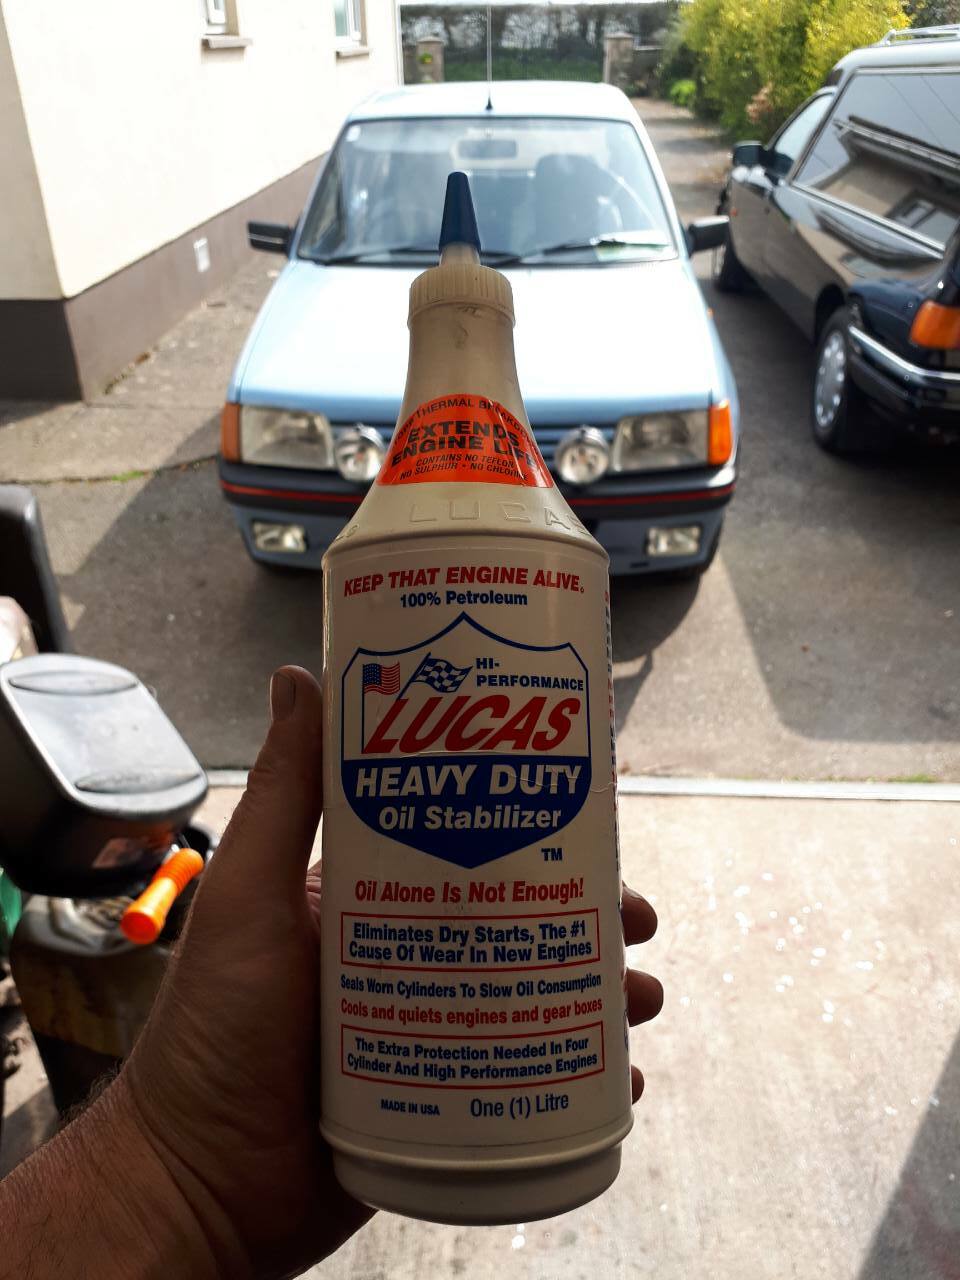 THERMAL
EXTENDS
ENGINE LIFE
CONTAINS NO TEFLON
NO SULPHUR • NO CHLORINE
LUCAS
KEEP THAT ENGINE ALIVE.
100% Petroleum
HI-
PERFORMANCE
LUCAS
HEAVY DUTY
Oil Stabilizer
TM
Oil Alone Is Not Enough!
Eliminates Dry Starts, The #1
Cause Of Wear In New Engines
Seals Worn Cylinders To Slow Oil Consumption
Cools and quiets engines and gear boxes
The Extra Protection Needed In Four
Cylinder And High Performance Engines
MADE IN USA One (1) Litre